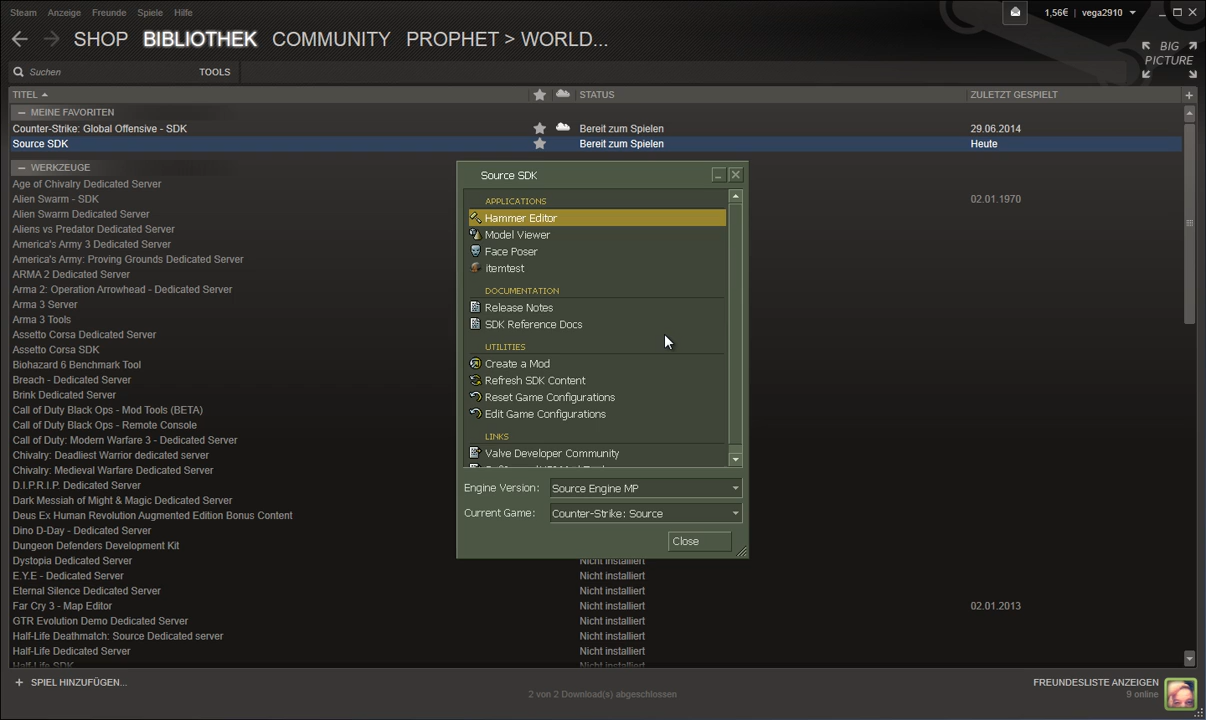 Steam Anzeige Freunde Spiele Hilfe
1,56€ | vega2910
SHOP BIBLIOTHEK COMMUNITY PROPHET > WORLD...
BIG PICTURE
Suchen TOOLS
TITEL STATUS ZULETZT GESPIELT +
— MEINE FAVORITEN
Counter-Strike: Global Offensive - SDK Bereit zum Spielen 29.06.2014
Source SDK Bereit zum Spielen Heute
— WERKZEUGE
Age of Chivalry Dedicated Server
Alien Swarm - SDK 02.01.1970
Alien Swarm Dedicated Server
Aliens vs Predator Dedicated Server
America's Army 3 Dedicated Server
America's Army: Proving Grounds Dedicated Server
ARMA 2 Dedicated Server
Arma 2: Operation Arrowhead - Dedicated Server
Arma 3 Server
Arma 3 Tools
Assetto Corsa Dedicated Server
Assetto Corsa SDK
Biohazard 6 Benchmark Tool
Breach - Dedicated Server
Brink Dedicated Server
Call of Duty Black Ops - Mod Tools (BETA)
Call of Duty Black Ops - Remote Console
Call of Duty: Modern Warfare 3 - Dedicated Server
Chivalry: Deadliest Warrior dedicated server
Chivalry: Medieval Warfare Dedicated Server
D.I.P.R.I.P. Dedicated Server
Dark Messiah of Might & Magic Dedicated Server
Deus Ex Human Revolution Augmented Edition Bonus Content
Dino D-Day - Dedicated Server
Dungeon Defenders Development Kit
Dystopia Dedicated Server Nicht installiert
E.Y.E - Dedicated Server Nicht installiert
Eternal Silence Dedicated Server Nicht installiert
Far Cry 3 - Map Editor Nicht installiert 02.01.2013
GTR Evolution Demo Dedicated Server Nicht installiert
Half-Life Deathmatch: Source Dedicated server Nicht installiert
Half-Life Dedicated Server Nicht installiert
Half-Life SDK Nicht installiert
Source SDK
APPLICATIONS
Hammer Editor
Model Viewer
Face Poser
itemtest
DOCUMENTATION
Release Notes
SDK Reference Docs
UTILITIES
Create a Mod
Refresh SDK Content
Reset Game Configurations
Edit Game Configurations
LINKS
Valve Developer Community
Engine Version: Source Engine MP
Current Game: Counter-Strike: Source
Close
+ SPIEL HINZUFÜGEN...
2 von 2 Download(s) abgeschlossen
FREUNDESLISTE ANZEIGEN
9 online